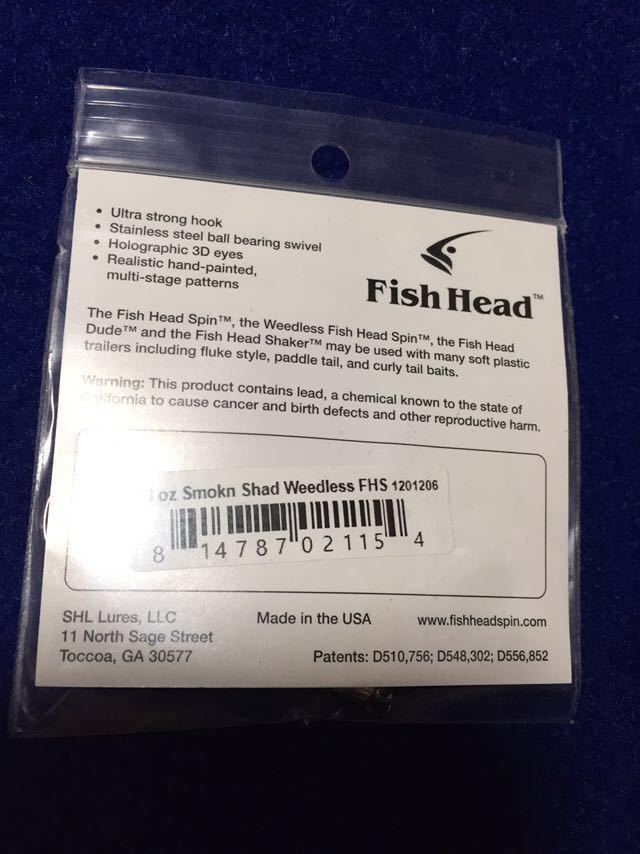 • Ultra strong hook
• Stainless steel ball bearing swivel
• Holographic 3D eyes
• Realistic hand-painted,
multi-stage patterns
Fish Head™
The Fish Head Spin™, the Weedless Fish Head Spin™, the Fish Head
Dude™ and the Fish Head Shaker™ may be used with many soft plastic
trailers including fluke style, paddle tail, and curly tail baits.
Warning: This product contains lead, a chemical known to the state of
California to cause cancer and birth defects and other reproductive harm.
oz Smokn Shad Weedless FHS 1201206
8 14787 02115 4
SHL Lures, LLC
11 North Sage Street
Toccoa, GA 30577
Made in the USA
www.fishheadspin.com
Patents: D510,756; D548,302; D556,852